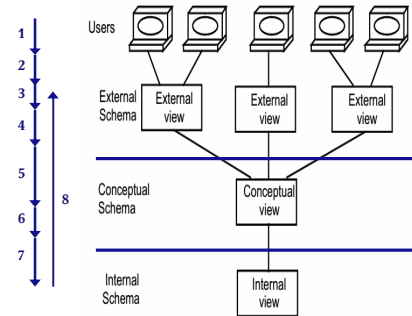 Users
1
2
3
4
5
6
7
8
External
Schema
External
view
External
view
External
view
Conceptual
Schema
Conceptual
view
Internal
Schema
Internal
view